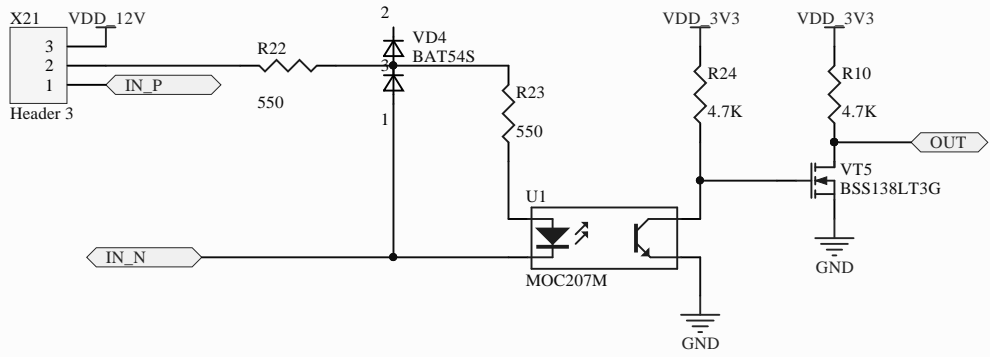 X21
VDD_12V
3
2
1
IN_P
Header 3
R22
550
2
VD4
BAT54S
3
1
R23
550
VDD_3V3
R24
4.7K
VDD_3V3
R10
4.7K
OUT
VT5
BSS138LT3G
GND
U1
MOC207M
IN_N
GND